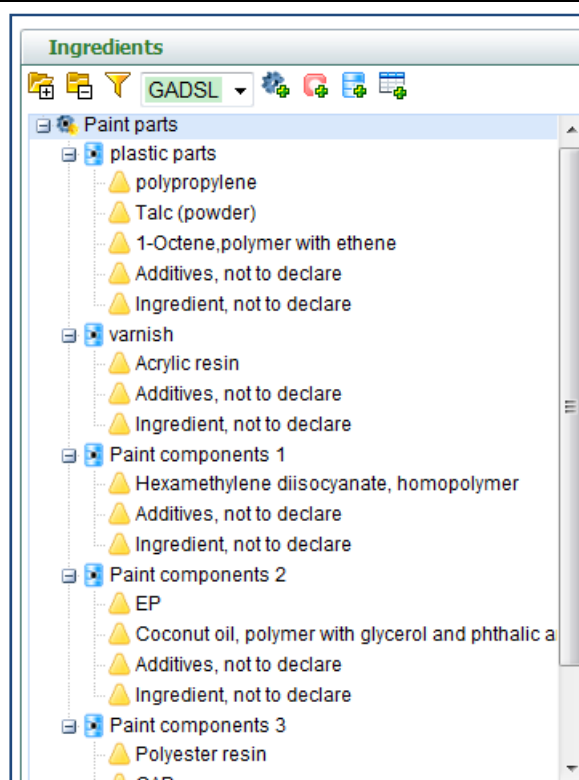 Ingredients
GADSL
Paint parts
plastic parts
polypropylene
Talc (powder)
1-Octene,polymer with ethene
Additives, not to declare
Ingredient, not to declare
varnish
Acrylic resin
Additives, not to declare
Ingredient, not to declare
Paint components 1
Hexamethylene diisocyanate, homopolymer
Additives, not to declare
Ingredient, not to declare
Paint components 2
EP
Coconut oil, polymer with glycerol and phthalic a
Additives, not to declare
Ingredient, not to declare
Paint components 3
Polyester resin